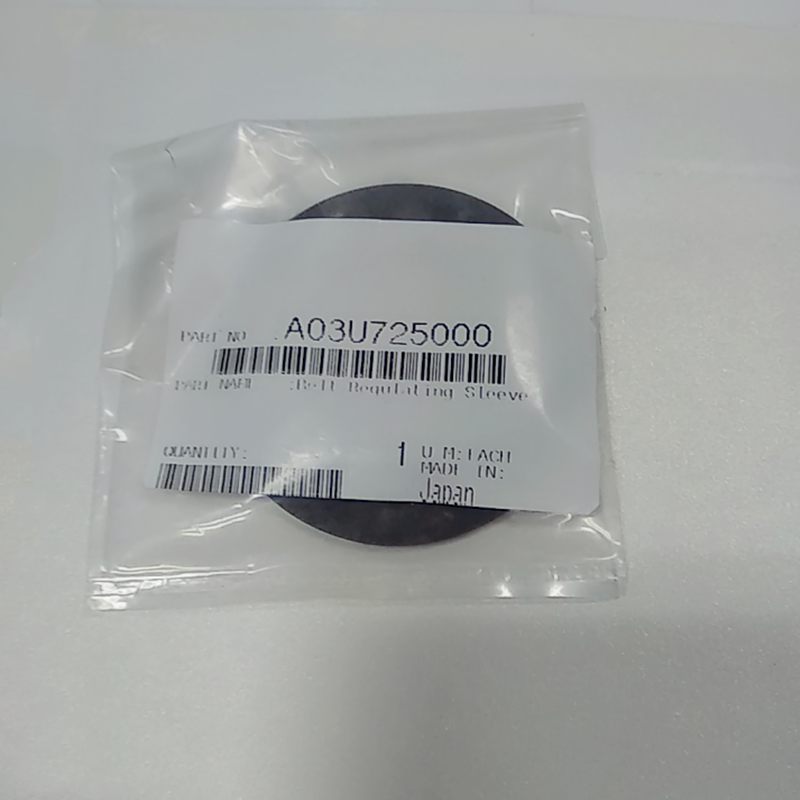 PART NO. :A03U725000
PART NAME :Belt Regulating Sleeve
QUANTITY: 1 U M:EACH
MADE IN:
Japan